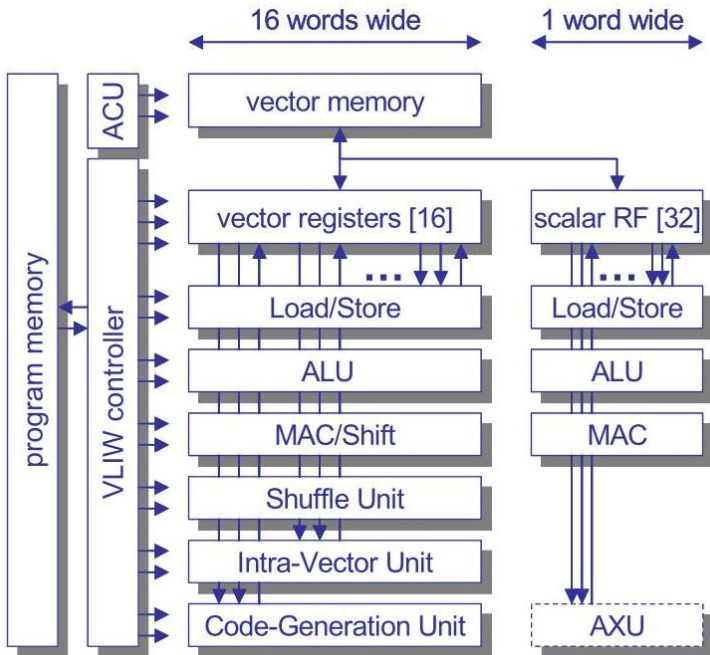 16 words wide
1 word wide
program memory
ACU
VLIW controller
vector memory
vector registers [16]
scalar RF [32]
...
...
Load/Store
Load/Store
ALU
ALU
MAC/Shift
MAC
Shuffle Unit
Intra-Vector Unit
Code-Generation Unit
AXU